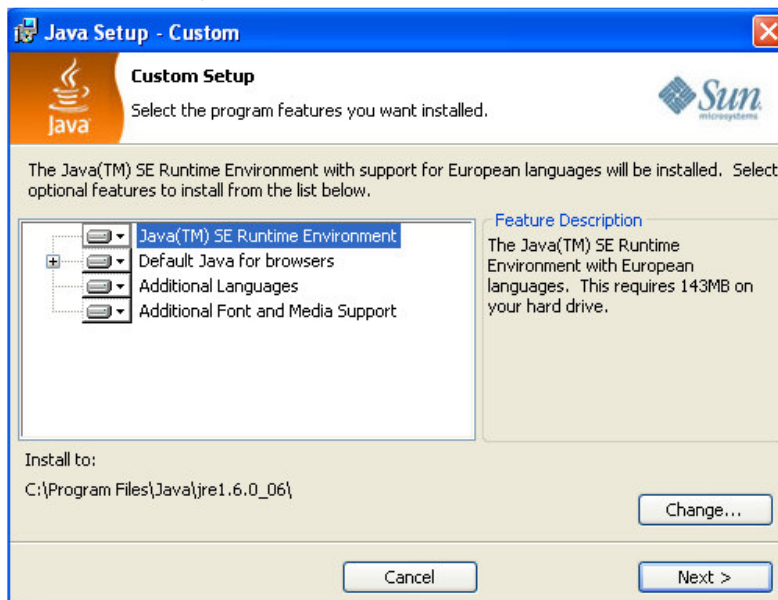 Java Setup - Custom
Custom Setup
Select the program features you want installed.
Java
Sun
microsystems
The Java(TM) SE Runtime Environment with support for European languages will be installed.  Select
optional features to install from the list below.
Java(TM) SE Runtime Environment
Default Java for browsers
Additional Languages
Additional Font and Media Support
Feature Description
The Java(TM) SE Runtime
Environment with European
languages.  This requires 143MB on
your hard drive.
Install to:
C:\Program Files\Java\jre1.6.0_06\
Change...
Cancel
Next >